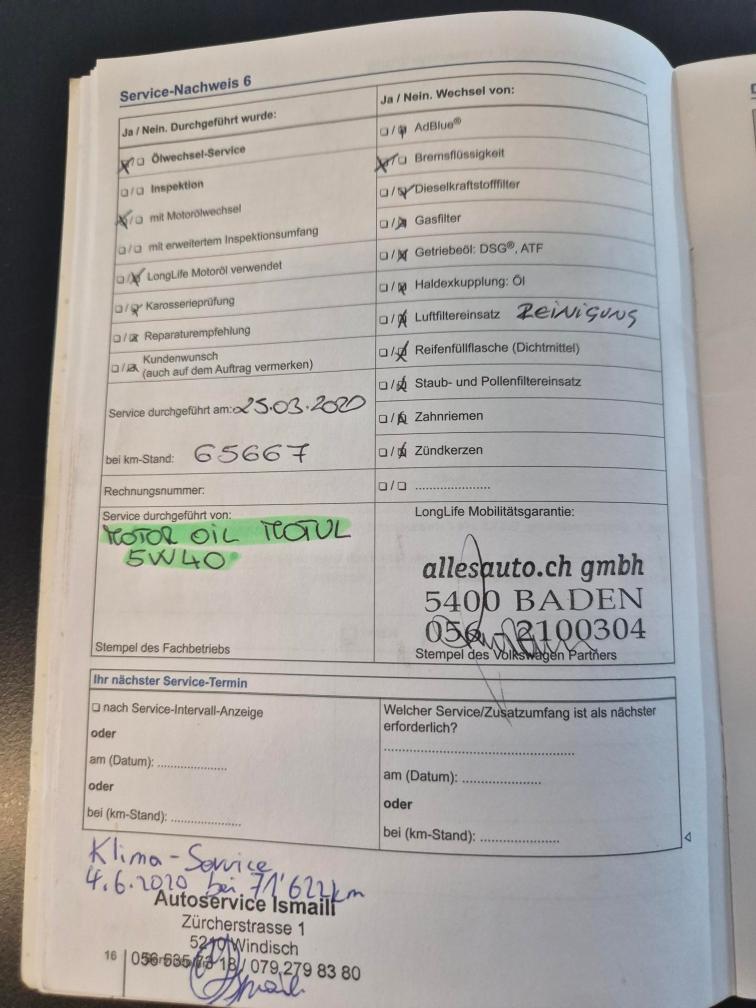 Service-Nachweis 6
Ja / Nein. Durchgeführt wurde:
☒/☐ Ölwechsel-Service
☐/☐ Inspektion
☒/☐ mit Motorölwechsel
☐/☐ mit erweitertem Inspektionsumfang
☐/☒ LongLife Motoröl verwendet
☐/☒ Karosserieprüfung
☐/☒ Reparaturempfehlung
☐/☒ Kundenwunsch
(auch auf dem Auftrag vermerken)
Service durchgeführt am: 25.03.2020
bei km-Stand: 65667
Rechnungsnummer:
Service durchgeführt von:
MOTOR OIL MOTUL
5W40
Stempel des Fachbetriebs
Ja / Nein. Wechsel von:
☐/☒ AdBlue®
☒/☐ Bremsflüssigkeit
☐/☒ Dieselkraftstofffilter
☐/☒ Gasfilter
☐/☒ Getriebeöl: DSG®, ATF
☐/☒ Haldexkupplung: Öl
☐/☒ Luftfiltereinsatz REINIGUNG
☐/☒ Reifenfüllflasche (Dichtmittel)
☐/☒ Staub- und Pollenfiltereinsatz
☐/☒ Zahnriemen
☐/☒ Zündkerzen
☐/☐ .....................
LongLife Mobilitätsgarantie:
allesauto.ch gmbh
5400 BADEN
056 - 2100304
Stempel des Volkswagen Partners
Ihr nächster Service-Termin
☐ nach Service-Intervall-Anzeige
oder
am (Datum): ...................
oder
bei (km-Stand): ...................
Welcher Service/Zusatzumfang ist als nächster
erforderlich?
....................................................
am (Datum): .....................
oder
bei (km-Stand): .....................
Klima-Service
4.6.2020 bei 71'622km
Autoservice Ismaili
Zürcherstrasse 1
5210 Windisch
16 056 535 73 18 / 079 279 83 80